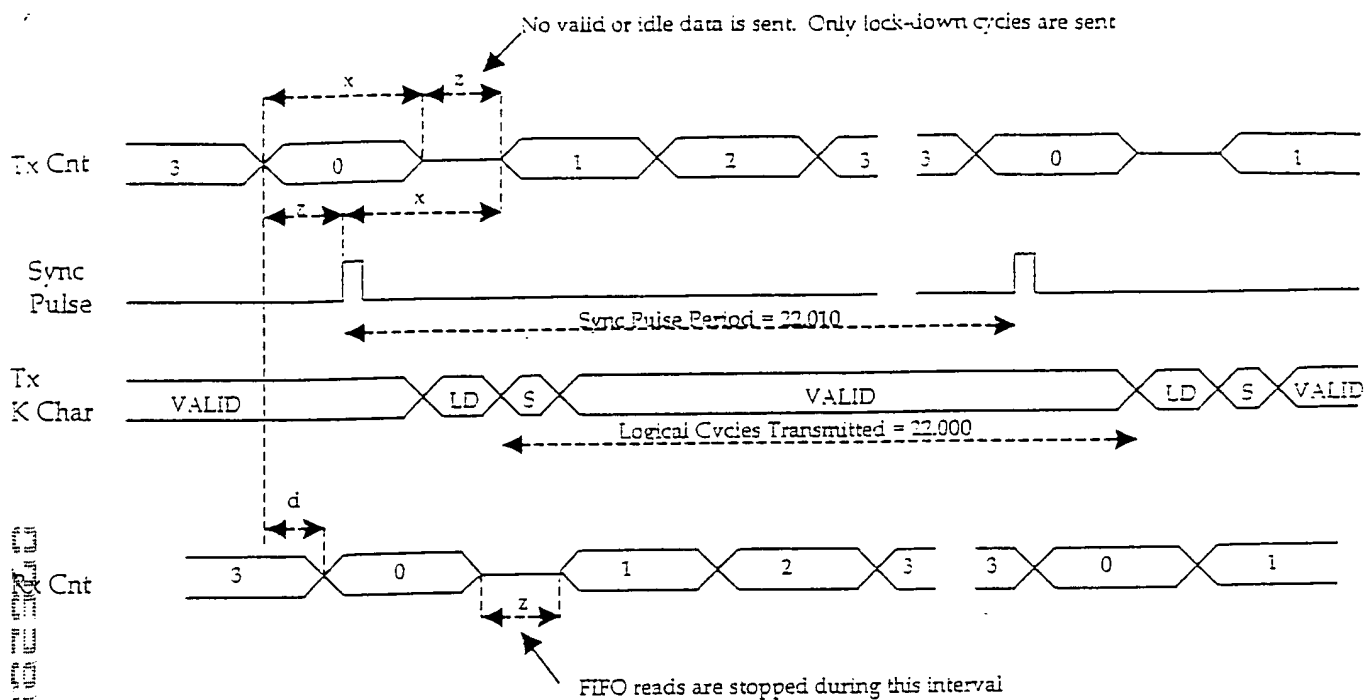 No valid or idle data is sent. Only lock-down cycles are sent
x
z
Tx Cnt
3
0
1
2
3
3
0
1
z
x
Sync
Pulse
Sync Pulse Period = 22.010
Tx
K Char
VALID
LD
S
VALID
LD
S
VALID
Logical Cycles Transmitted = 22.000
d
Rx Cnt
3
0
1
2
3
3
0
1
z
FIFO reads are stopped during this interval